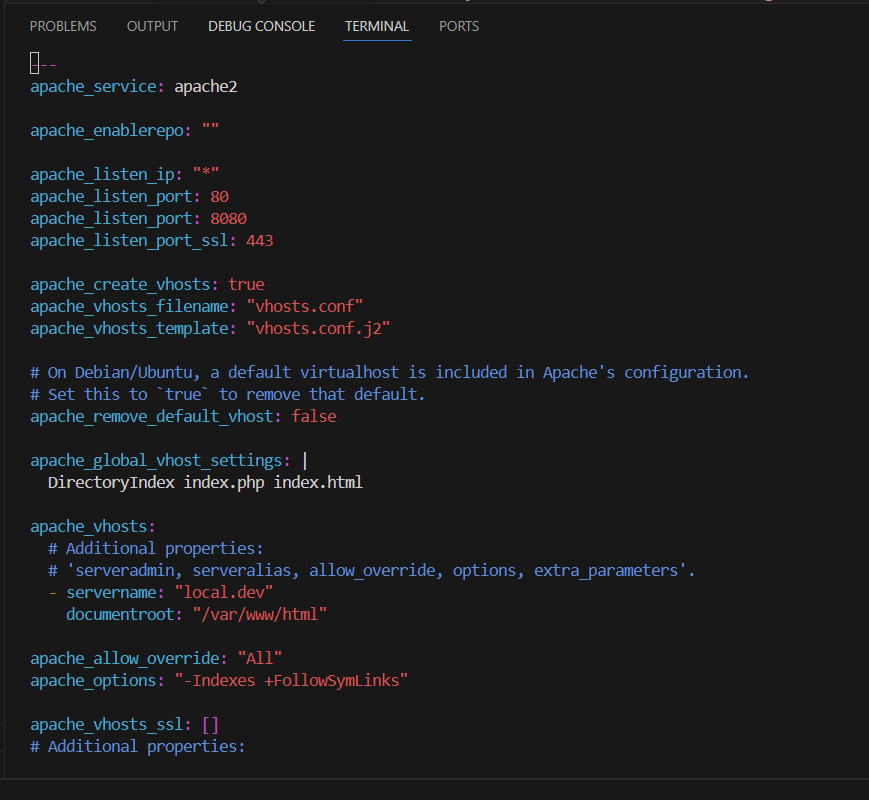 PROBLEMS OUTPUT DEBUG CONSOLE TERMINAL PORTS
---
apache_service: apache2
apache_enablerepo: ""
apache_listen_ip: "*"
apache_listen_port: 80
apache_listen_port: 8080
apache_listen_port_ssl: 443
apache_create_vhosts: true
apache_vhosts_filename: "vhosts.conf"
apache_vhosts_template: "vhosts.conf.j2"
# On Debian/Ubuntu, a default virtualhost is included in Apache's configuration.
# Set this to `true` to remove that default.
apache_remove_default_vhost: false
apache_global_vhost_settings: |
  DirectoryIndex index.php index.html
apache_vhosts:
  # Additional properties:
  # 'serveradmin, serveralias, allow_override, options, extra_parameters'.
  - servername: "local.dev"
    documentroot: "/var/www/html"
apache_allow_override: "All"
apache_options: "-Indexes +FollowSymLinks"
apache_vhosts_ssl: []
# Additional properties: